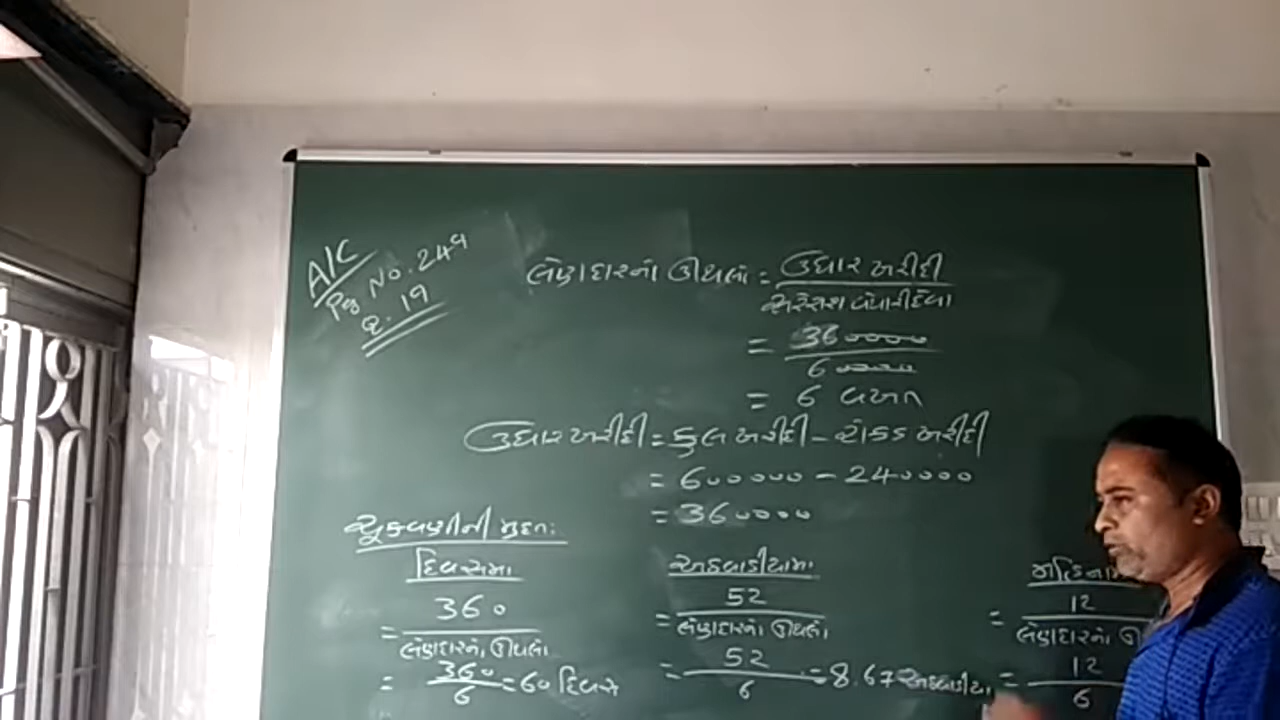 A/C
Pg No. 249
Q. 19
લેણદારનો ઊથલો = ઉધાર ખરીદી
સરેરાશ વેપારીદેવા
= 360000
60000
= 6 વખત
ઉધાર ખરીદી = કુલ ખરીદી - રોકડ ખરીદી
= 600000 - 240000
= 360000
ચૂકવણીની મુદત:
દિવસમા
= 360
લેણદારનો ઊથલો
= 360
6
= 60 દિવસ
અઠવાડીયામા
= 52
લેણદારનો ઊથલો
= 52
6
= 8.67 અઠવાડીયા
= 12
લેણદારનો
= 12
6